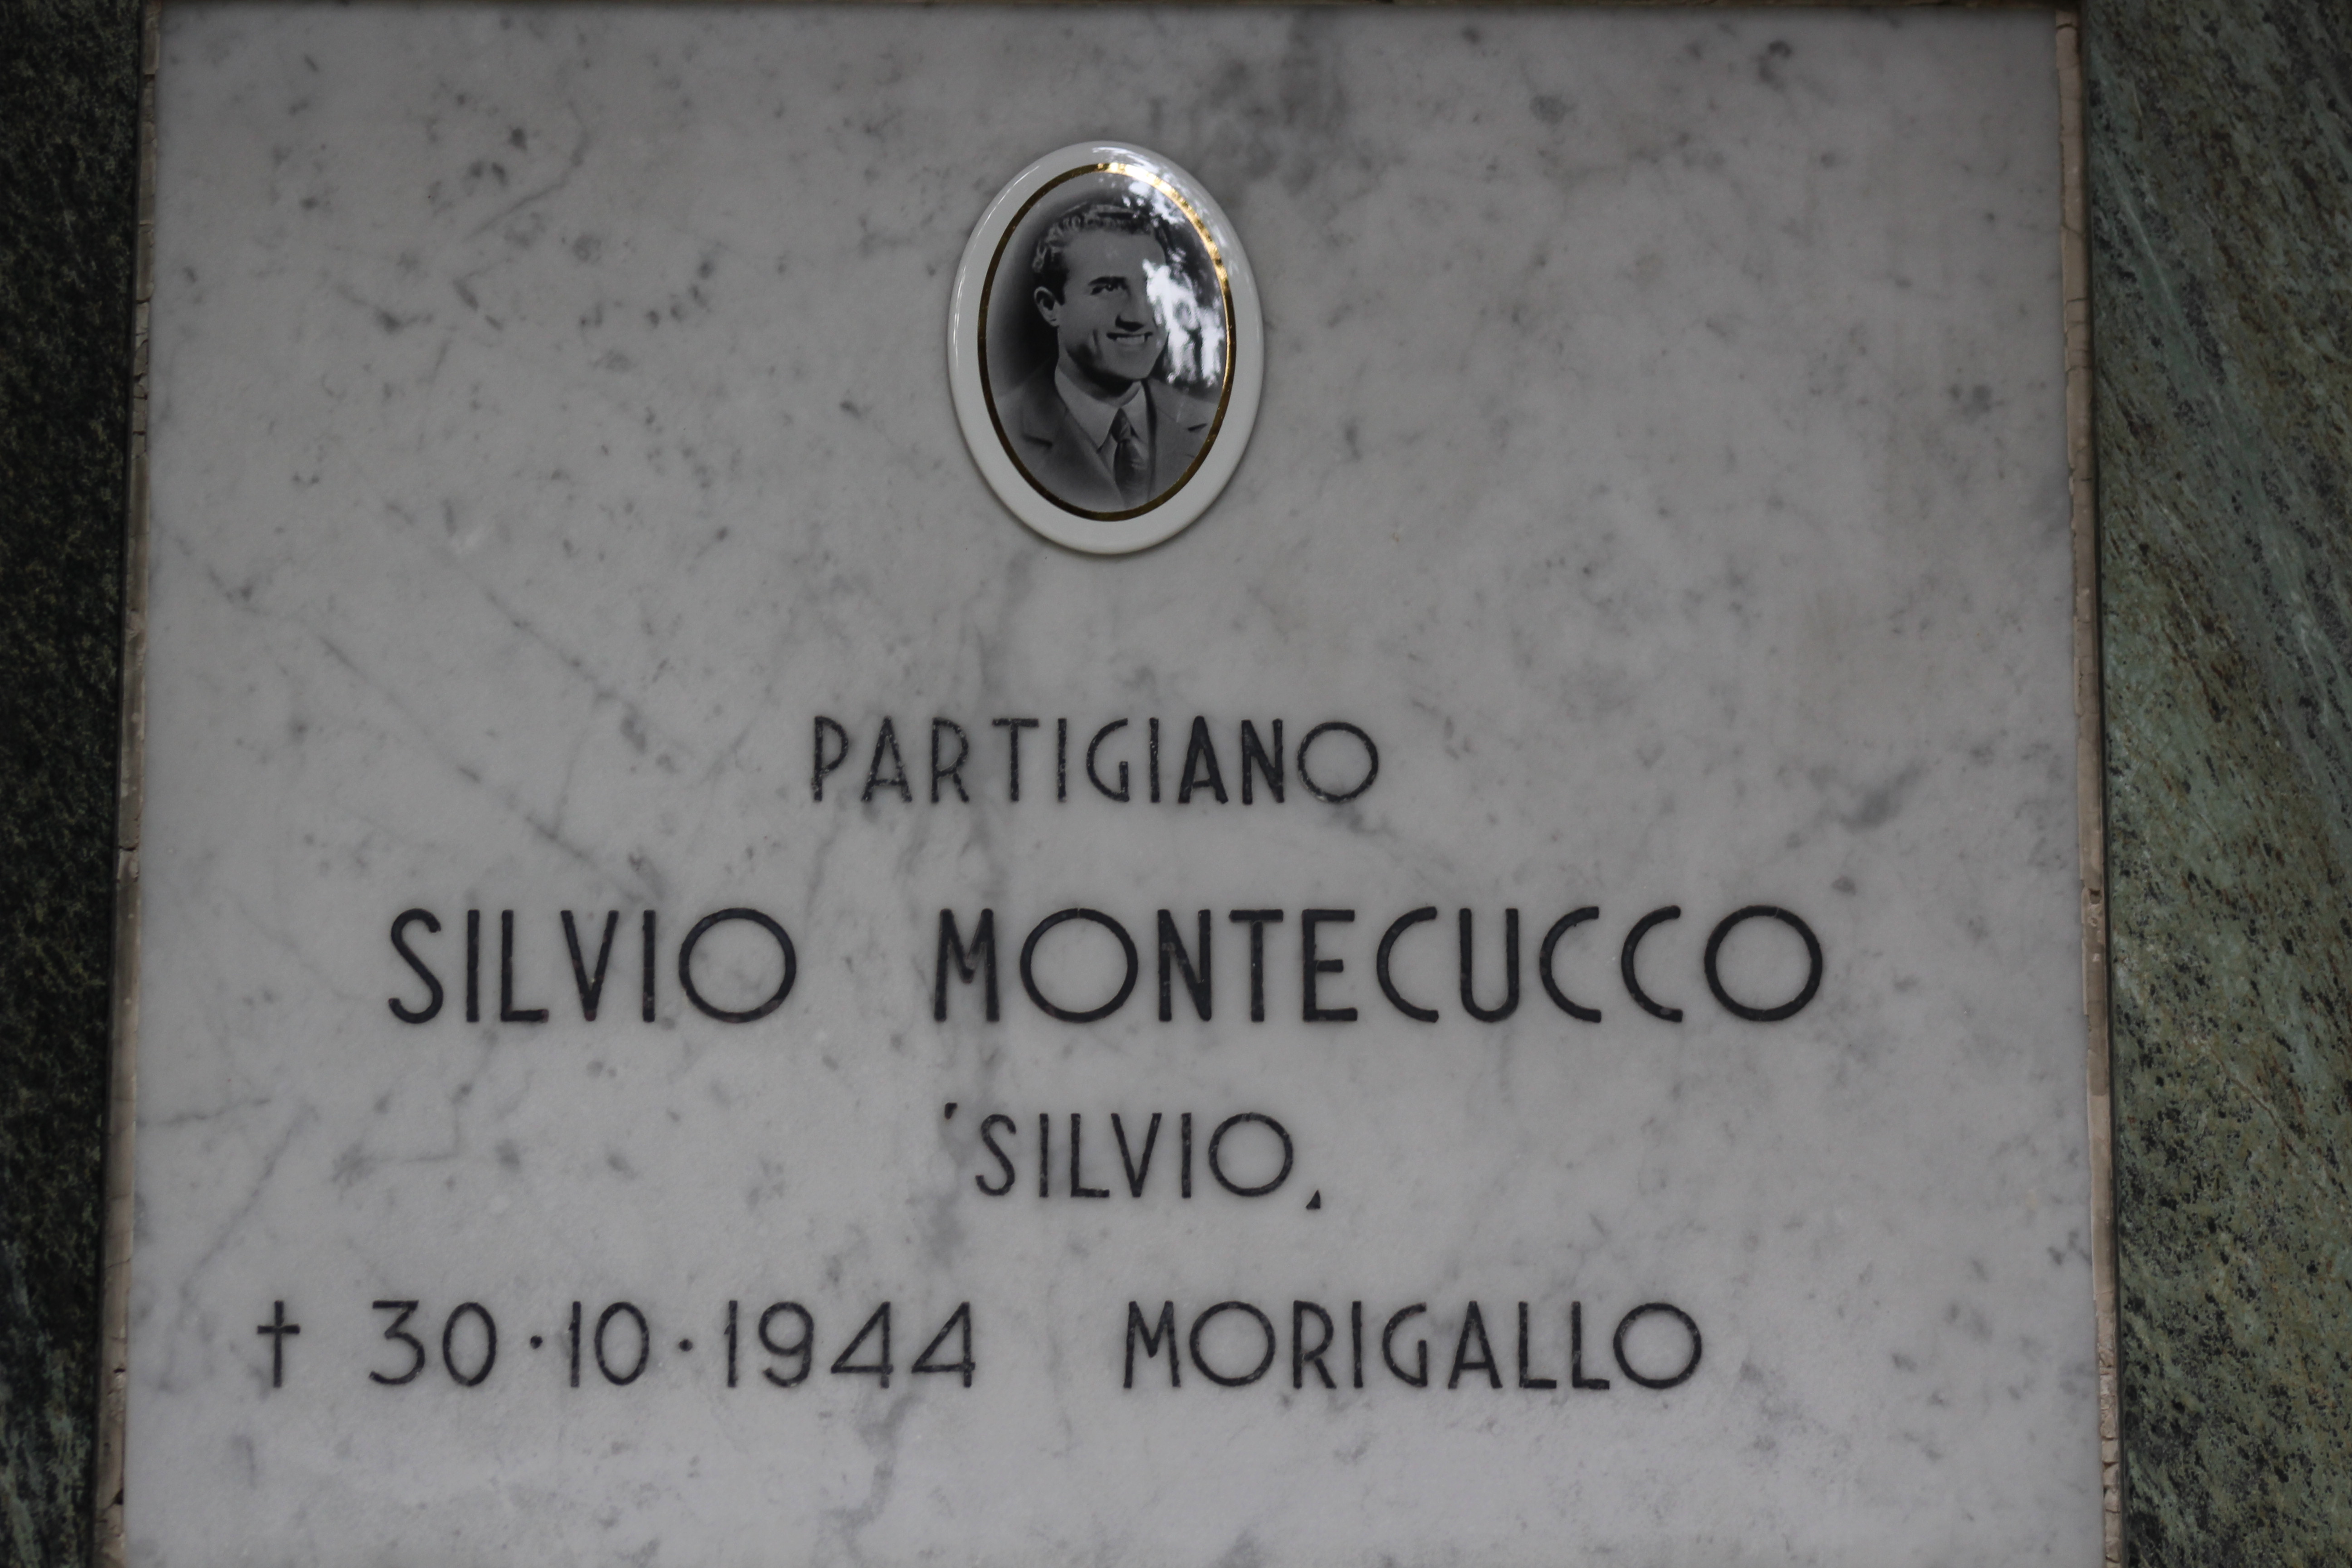 PARTIGIANO
SILVIO MONTECUCCO
'SILVIO,
† 30·10·1944 MORIGALLO